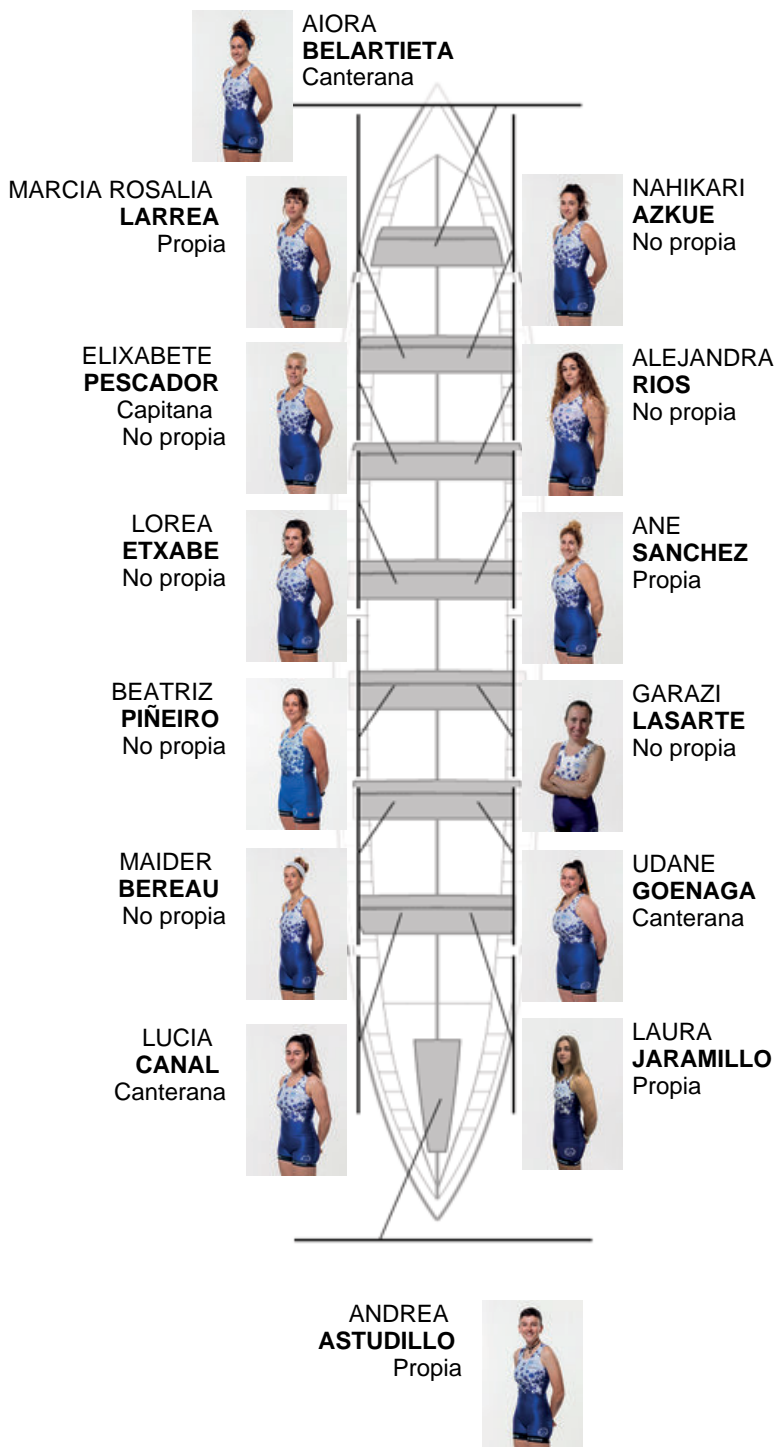 AIORA
BELARTIETA
Canterana
MARCIA ROSALIA
LARREA
Propia
NAHIKARI
AZKUE
No propia
ELIXABETE
PESCADOR
Capitana
No propia
ALEJANDRA
RIOS
No propia
LOREA
ETXABE
No propia
ANE
SANCHEZ
Propia
BEATRIZ
PIÑEIRO
No propia
GARAZI
LASARTE
No propia
MAIDER
BEREAU
No propia
UDANE
GOENAGA
Canterana
LUCIA
CANAL
Canterana
LAURA
JARAMILLO
Propia
ANDREA
ASTUDILLO
Propia